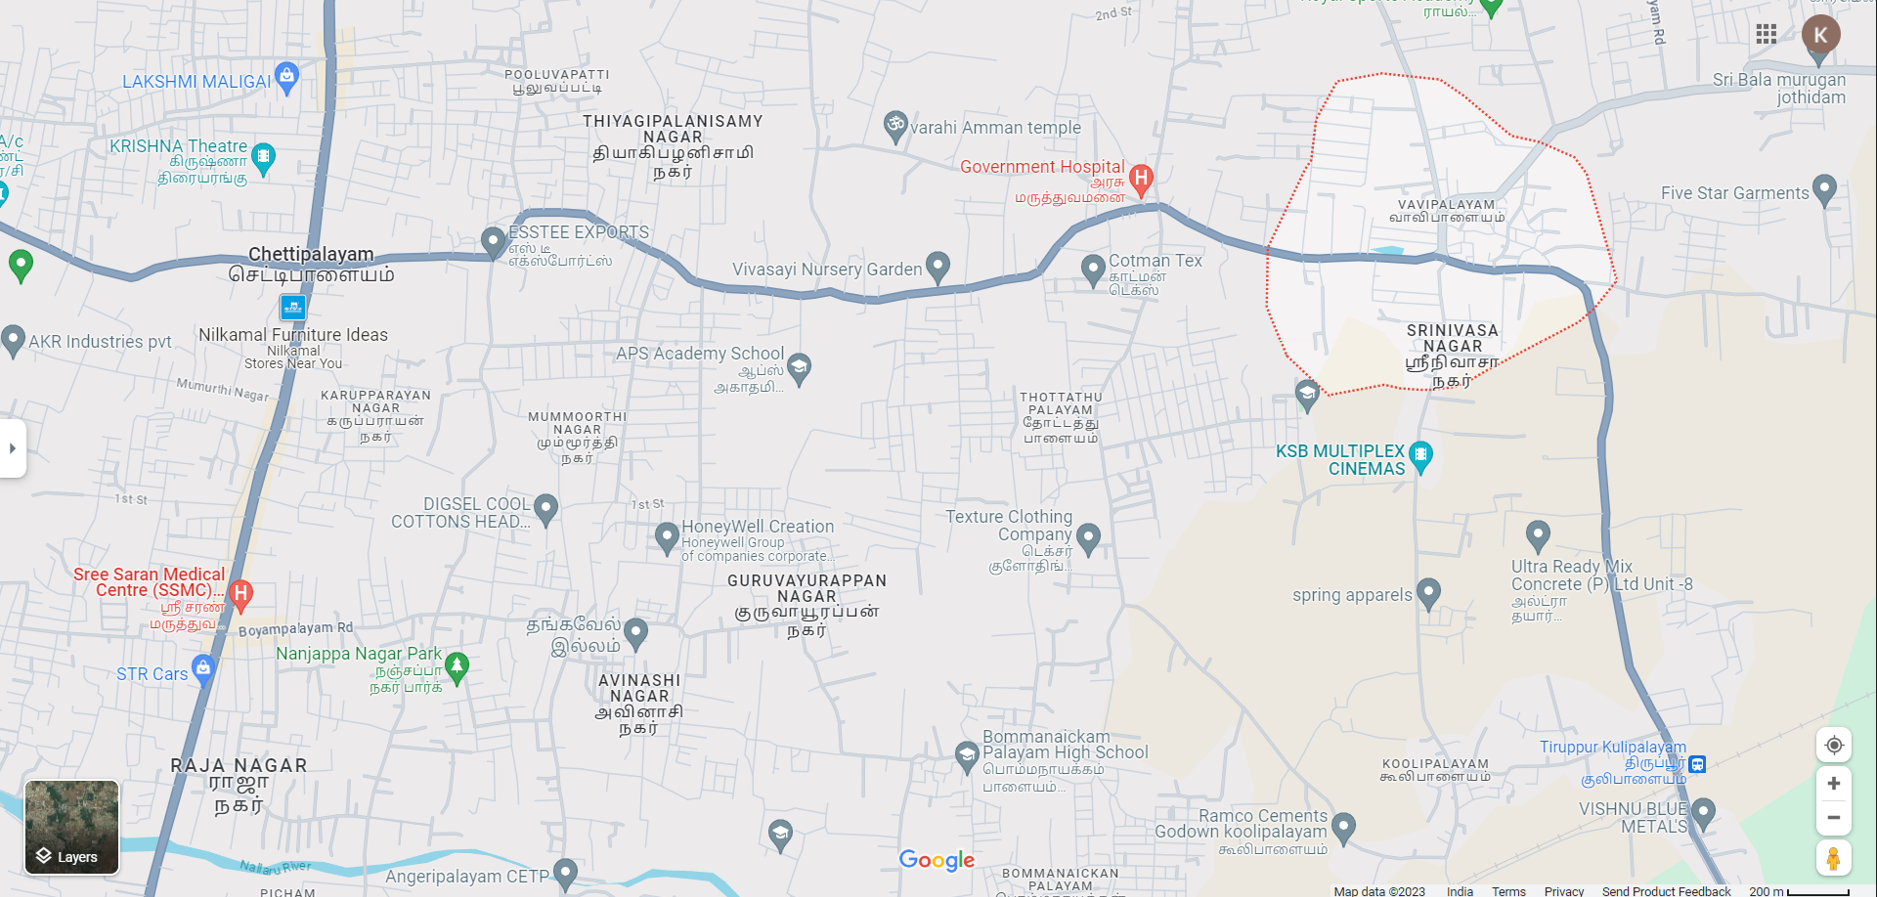 2nd St
ராயல்...
K
Sri Bala murugan
jothidam
LAKSHMI MALIGAI
POOLUVAPATTI
பூலுவப்பட்டி
THIYAGIPALANISAMY
NAGAR
தியாகிபழனிசாமி
நகர்
varahi Amman temple
A/c
KRISHNA Theatre
கிருஷ்ணா
திரையரங்கு
Government Hospital
அரசு
மருத்துவமனை
VAVIPALAYAM
வாவிபாளையம்
Five Star Garments
ESSTEE EXPORTS
எஸ் டீ
எக்ஸ்போர்ட்ஸ்
Chettipalayam
செட்டிபாளையம்
Vivasayi Nursery Garden
Cotman Tex
காட்மன்
டெக்ஸ்
Nilkamal Furniture Ideas
Nilkamal
Stores Near You
AKR Industries pvt
SRINIVASA
NAGAR
ஸ்ரீநிவாசா
நகர்
APS Academy School
ஆப்ஸ்
அகாதமி...
Mumurthi Nagar
KARUPPARAYAN
NAGAR
கருப்பராயன்
நகர்
MUMMOORTHI
NAGAR
மும்மூர்த்தி
நகர்
THOTTATHU
PALAYAM
தோட்டத்து
பாளையம்
KSB MULTIPLEX
CINEMAS
1st St
DIGSEL COOL
COTTONS HEAD...
1st St
HoneyWell Creation
Honeywell Group
of companies corporate...
Texture Clothing
Company
டெக்சர்
குளோதிங்...
Ultra Ready Mix
Concrete (P) Ltd Unit -8
அல்ட்ரா
தயார்...
spring apparels
Sree Saran Medical
Centre (SSMC)...
ஸ்ரீ சரண்
மருத்துவ...
GURUVAYURAPPAN
NAGAR
குருவாயூரப்பன்
நகர்
Boyampalayam Rd
தங்கவேல்
இல்லம்
Nanjappa Nagar Park
நஞ்சப்பா
நகர் பார்க்
STR Cars
AVINASHI
NAGAR
அவினாசி
நகர்
Bommanaickam
Palayam High School
பொம்மநாயக்கம்
பாளையம்...
KOOLIPALAYAM
கூலிபாளையம்
Tiruppur Kulipalayam
திருப்பூர்
குலிபாளையம்
RAJA NAGAR
ராஜா
நகர்
VISHNU BLUE
METALS
Ramco Cements
Godown koolipalayam
கூலிபாளையம்
Layers
Nallaru River
Angeripalayam CETP
Google
BOMMANAICKAN
PALAYAM
PICHAM
Map data ©2023 India Terms Privacy Send Product Feedback 200 m